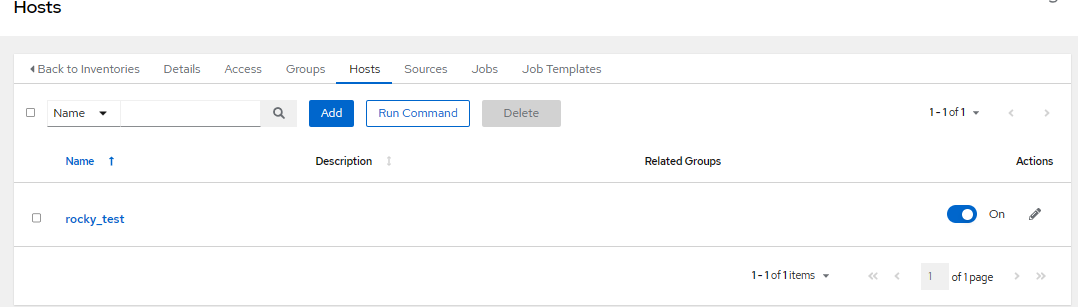 Hosts
Back to Inventories Details Access Groups Hosts Sources Jobs Job Templates
Name Add Run Command Delete 1-1 of 1
Name Description Related Groups Actions
rocky_test On
1-1 of 1 items 1 of 1 page